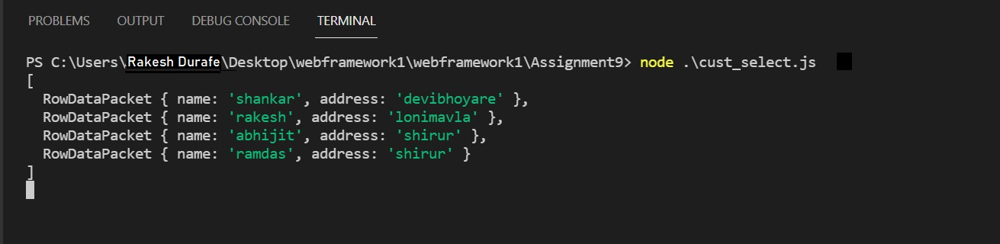 PROBLEMS OUTPUT DEBUG CONSOLE TERMINAL
PS C:\Users\Rakesh Durafe\Desktop\webframework1\webframework1\Assignment9> node .\cust_select.js
[
  RowDataPacket { name: 'shankar', address: 'devibhoyare' },
  RowDataPacket { name: 'rakesh', address: 'lonimavla' },
  RowDataPacket { name: 'abhijit', address: 'shirur' },
  RowDataPacket { name: 'ramdas', address: 'shirur' }
]